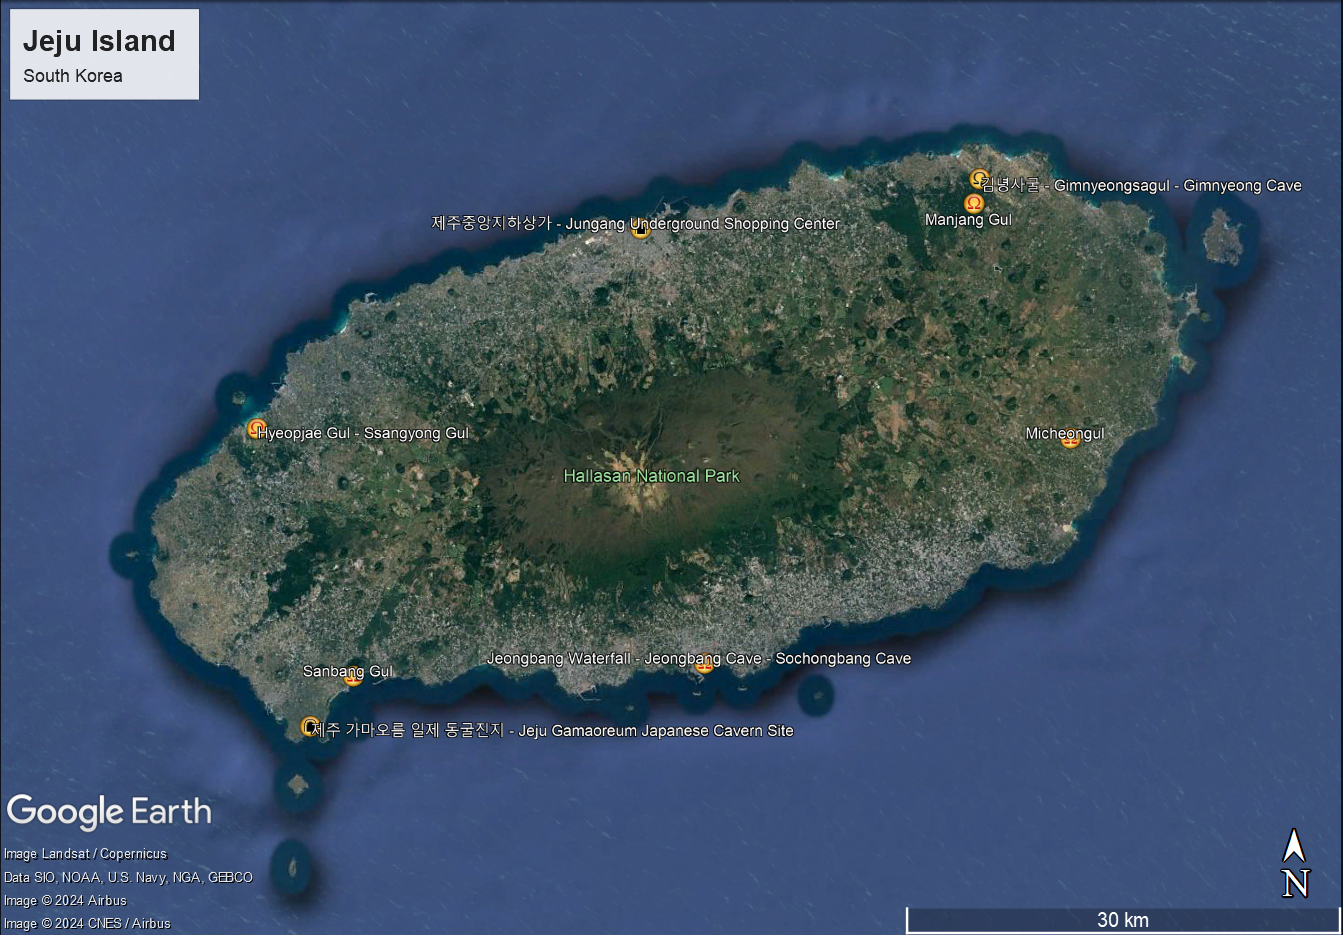 Jeju Island
South Korea
김녕사굴 - Gimnyeongsagul - Gimnyeong Cave
Manjang Gul
제주중앙지하상가 - Jungang Underground Shopping Center
Hyeopjae Gul - Ssangyong Gul
Micheongul
Hallasan National Park
Jeongbang Waterfall - Jeongbang Cave - Sochongbang Cave
Sanbang Gul
제주 가마오름 일제 동굴진지 - Jeju Gamaoreum Japanese Cavern Site
Google Earth
Image Landsat / Copernicus
Data SIO, NOAA, U.S. Navy, NGA, GEBCO
Image © 2024 Airbus
Image © 2024 CNES / Airbus
N
30 km